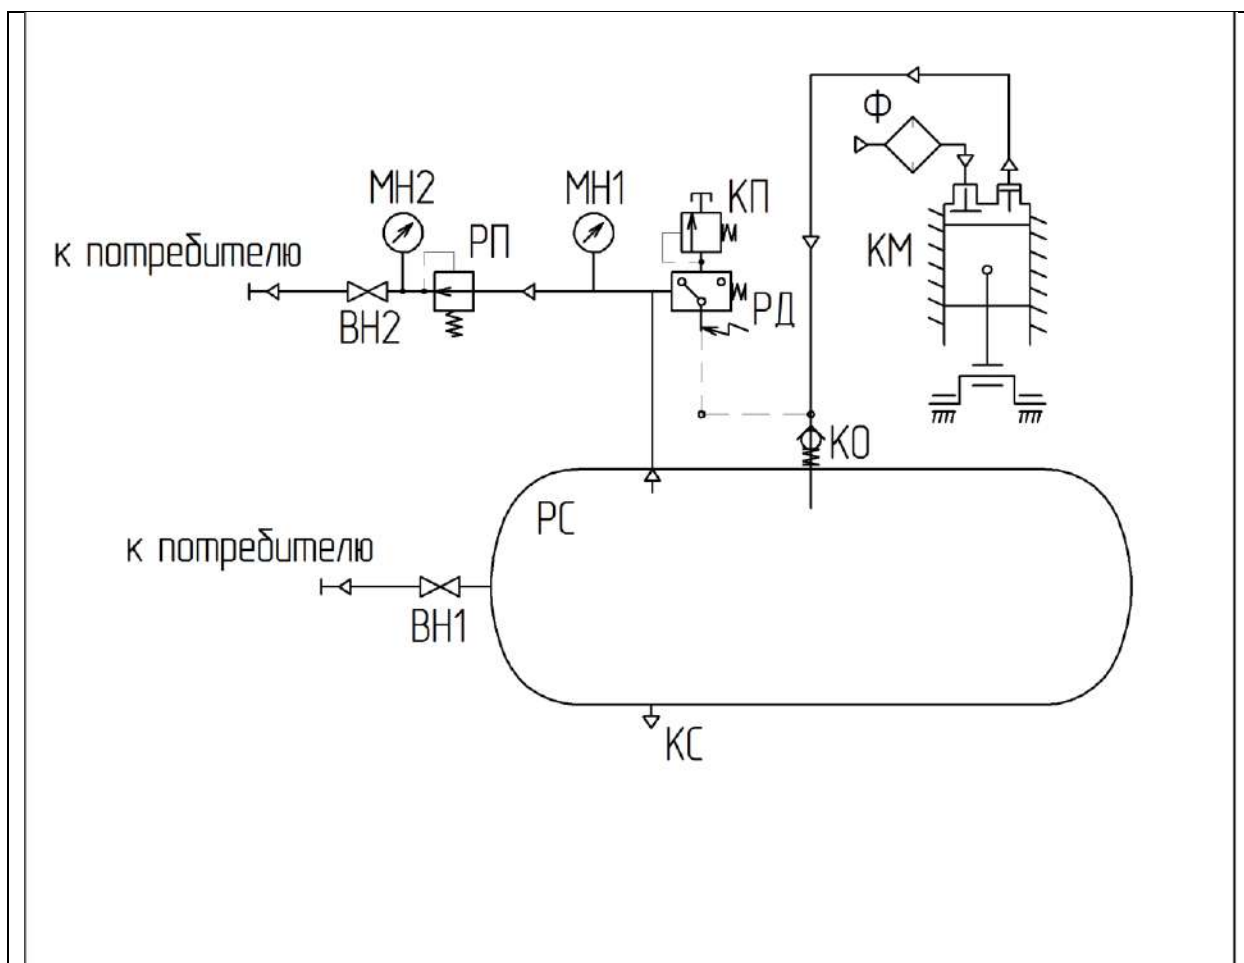 Ф
МН2
МН1
КП
к потребителю
РП
КМ
РД
ВН2
КО
РС
к потребителю
ВН1
КС